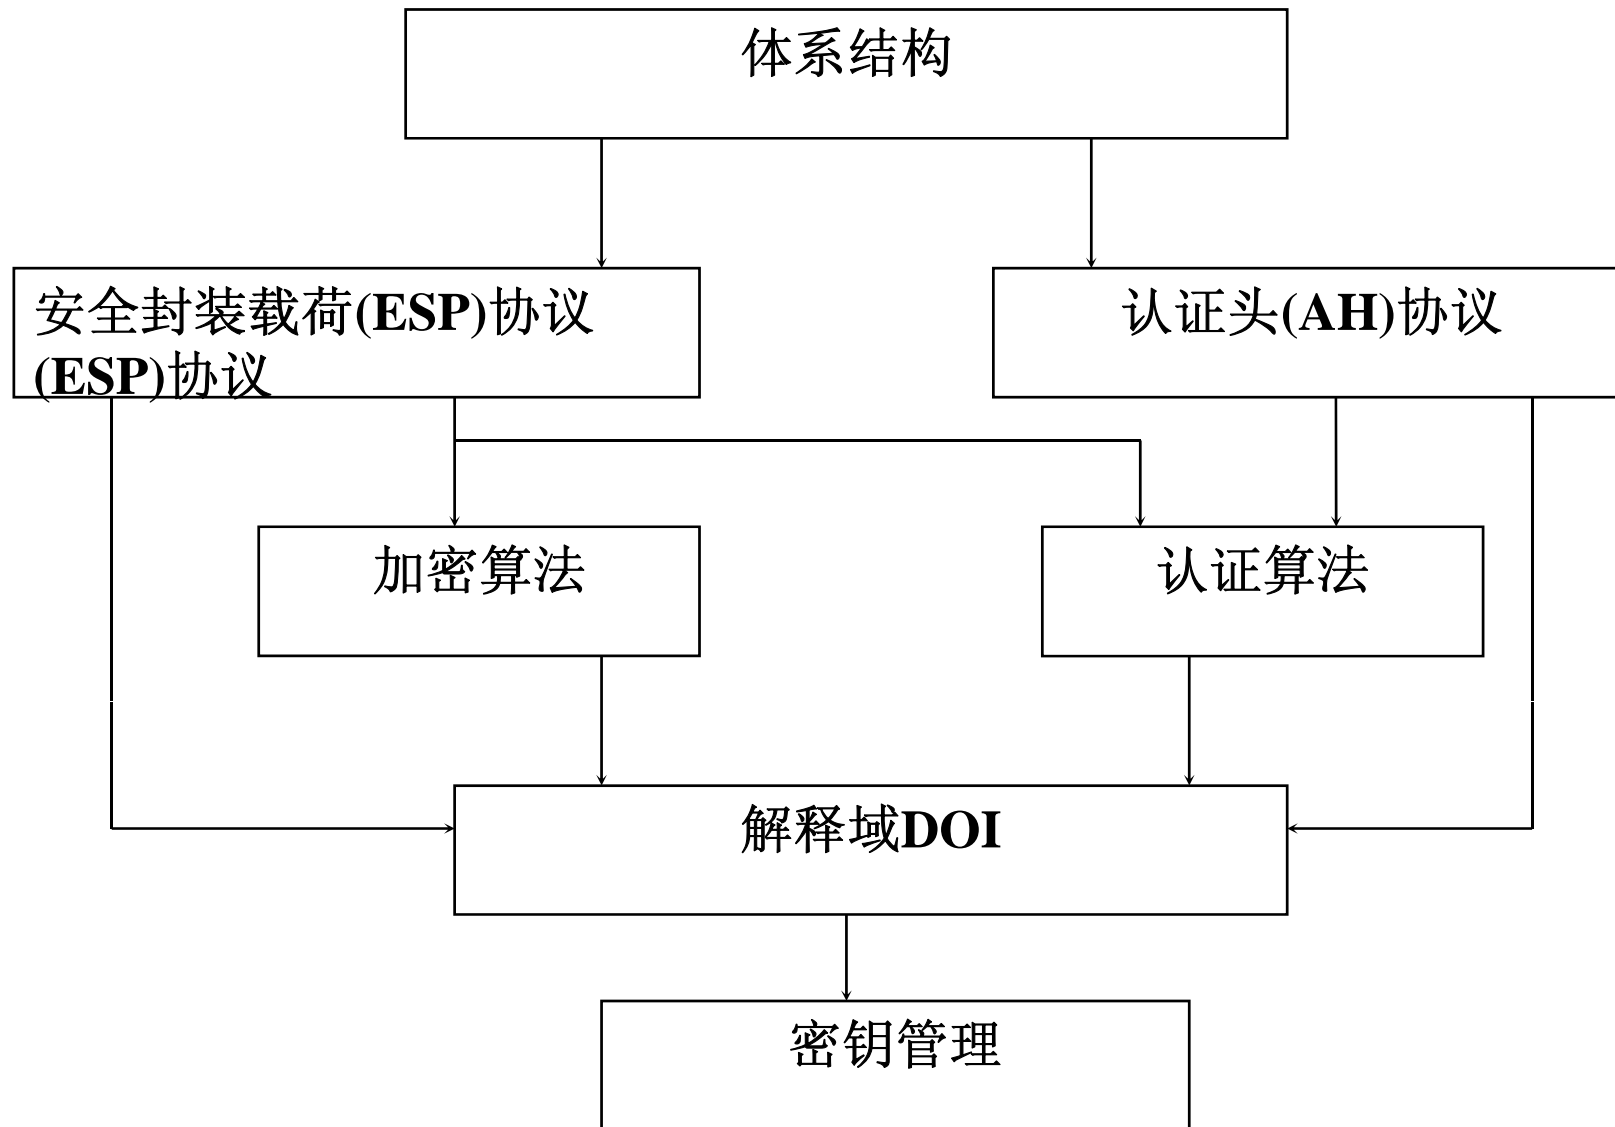 体系结构
安全封装载荷(ESP)协议
(ESP)协议
认证头(AH)协议
加密算法
认证算法
解释域DOI
密钥管理